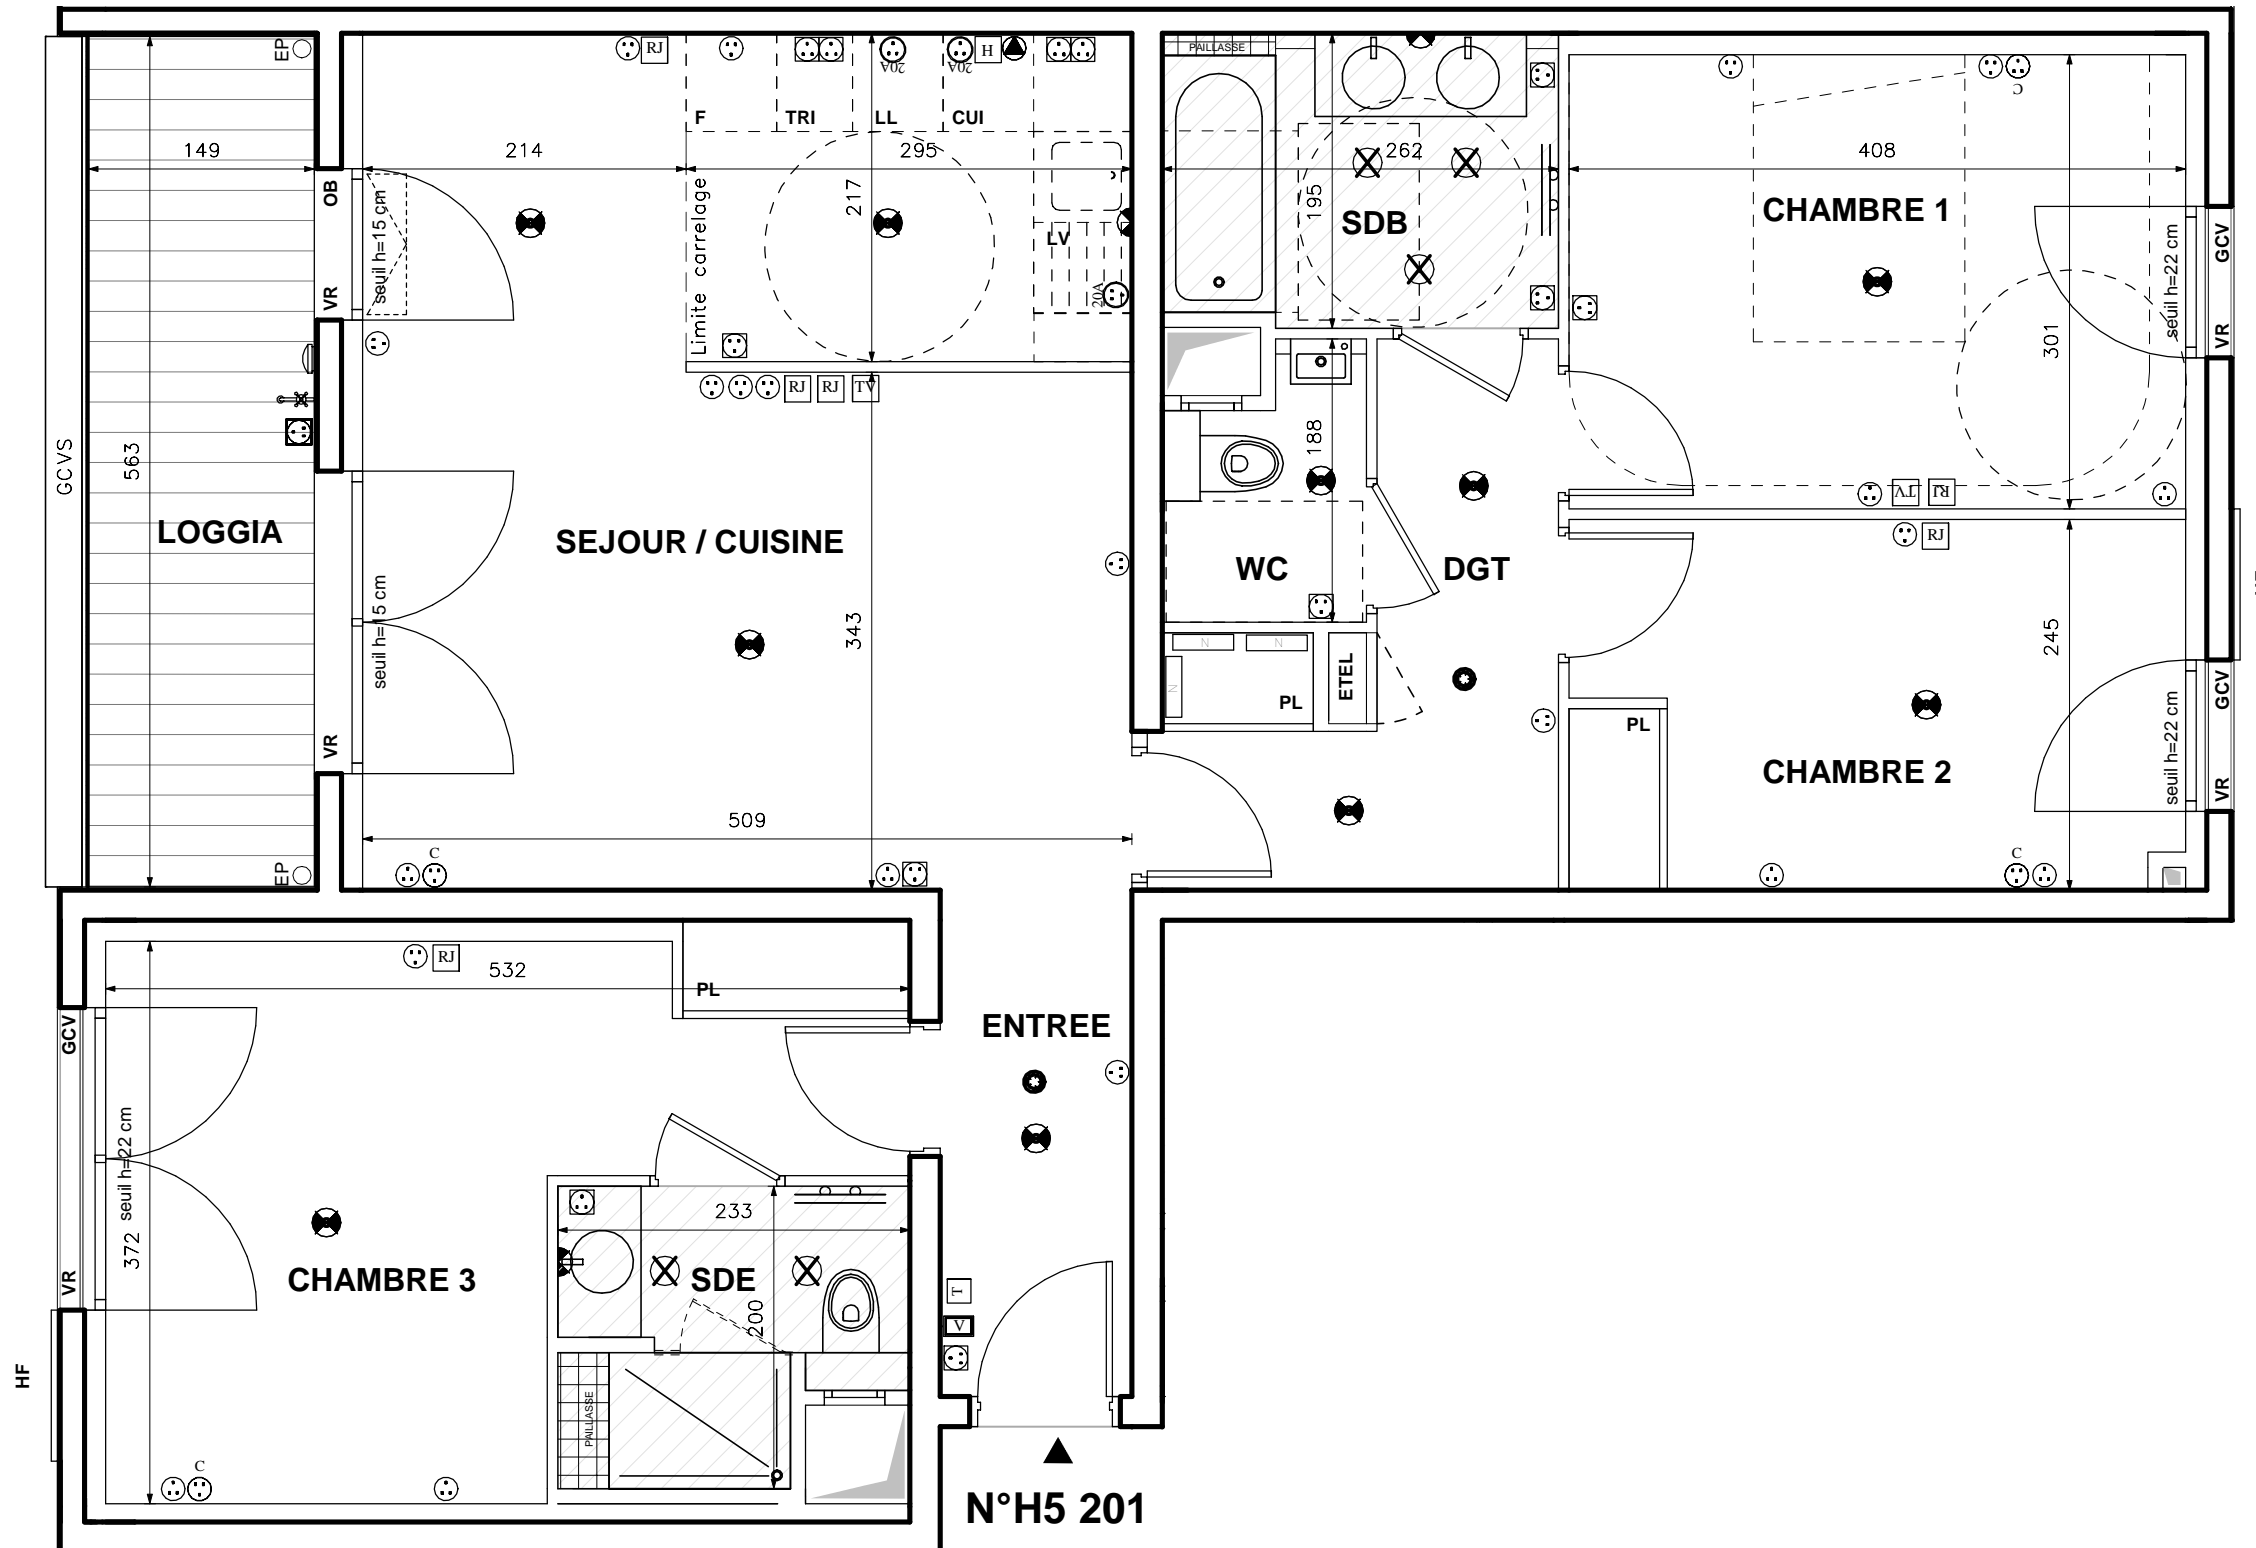 EP
RJ
20A
20A
H
PAILLASSE
C
F
TRI
LL
CUI
149
214
295
262
408
OB
seuil h=15 cm
VR
Limite carrelage
217
LV
20A
195
SDB
CHAMBRE 1
GCV
seuil h=22 cm
VR
301
RJ
RJ
TV
GCVS
563
188
TV
RJ
LOGGIA
SEJOUR / CUISINE
WC
DGT
RJ
seuil h=15 cm
343
245
N
N
N
ETEL
PL
PL
GCV
seuil h=22 cm
VR
VR
CHAMBRE 2
509
C
C
EP
RJ
532
PL
GCV
ENTREE
372
seuil h=22 cm
VR
233
CHAMBRE 3
SDE
200
T
V
HF
PAILLASSE
C
N°H5 201